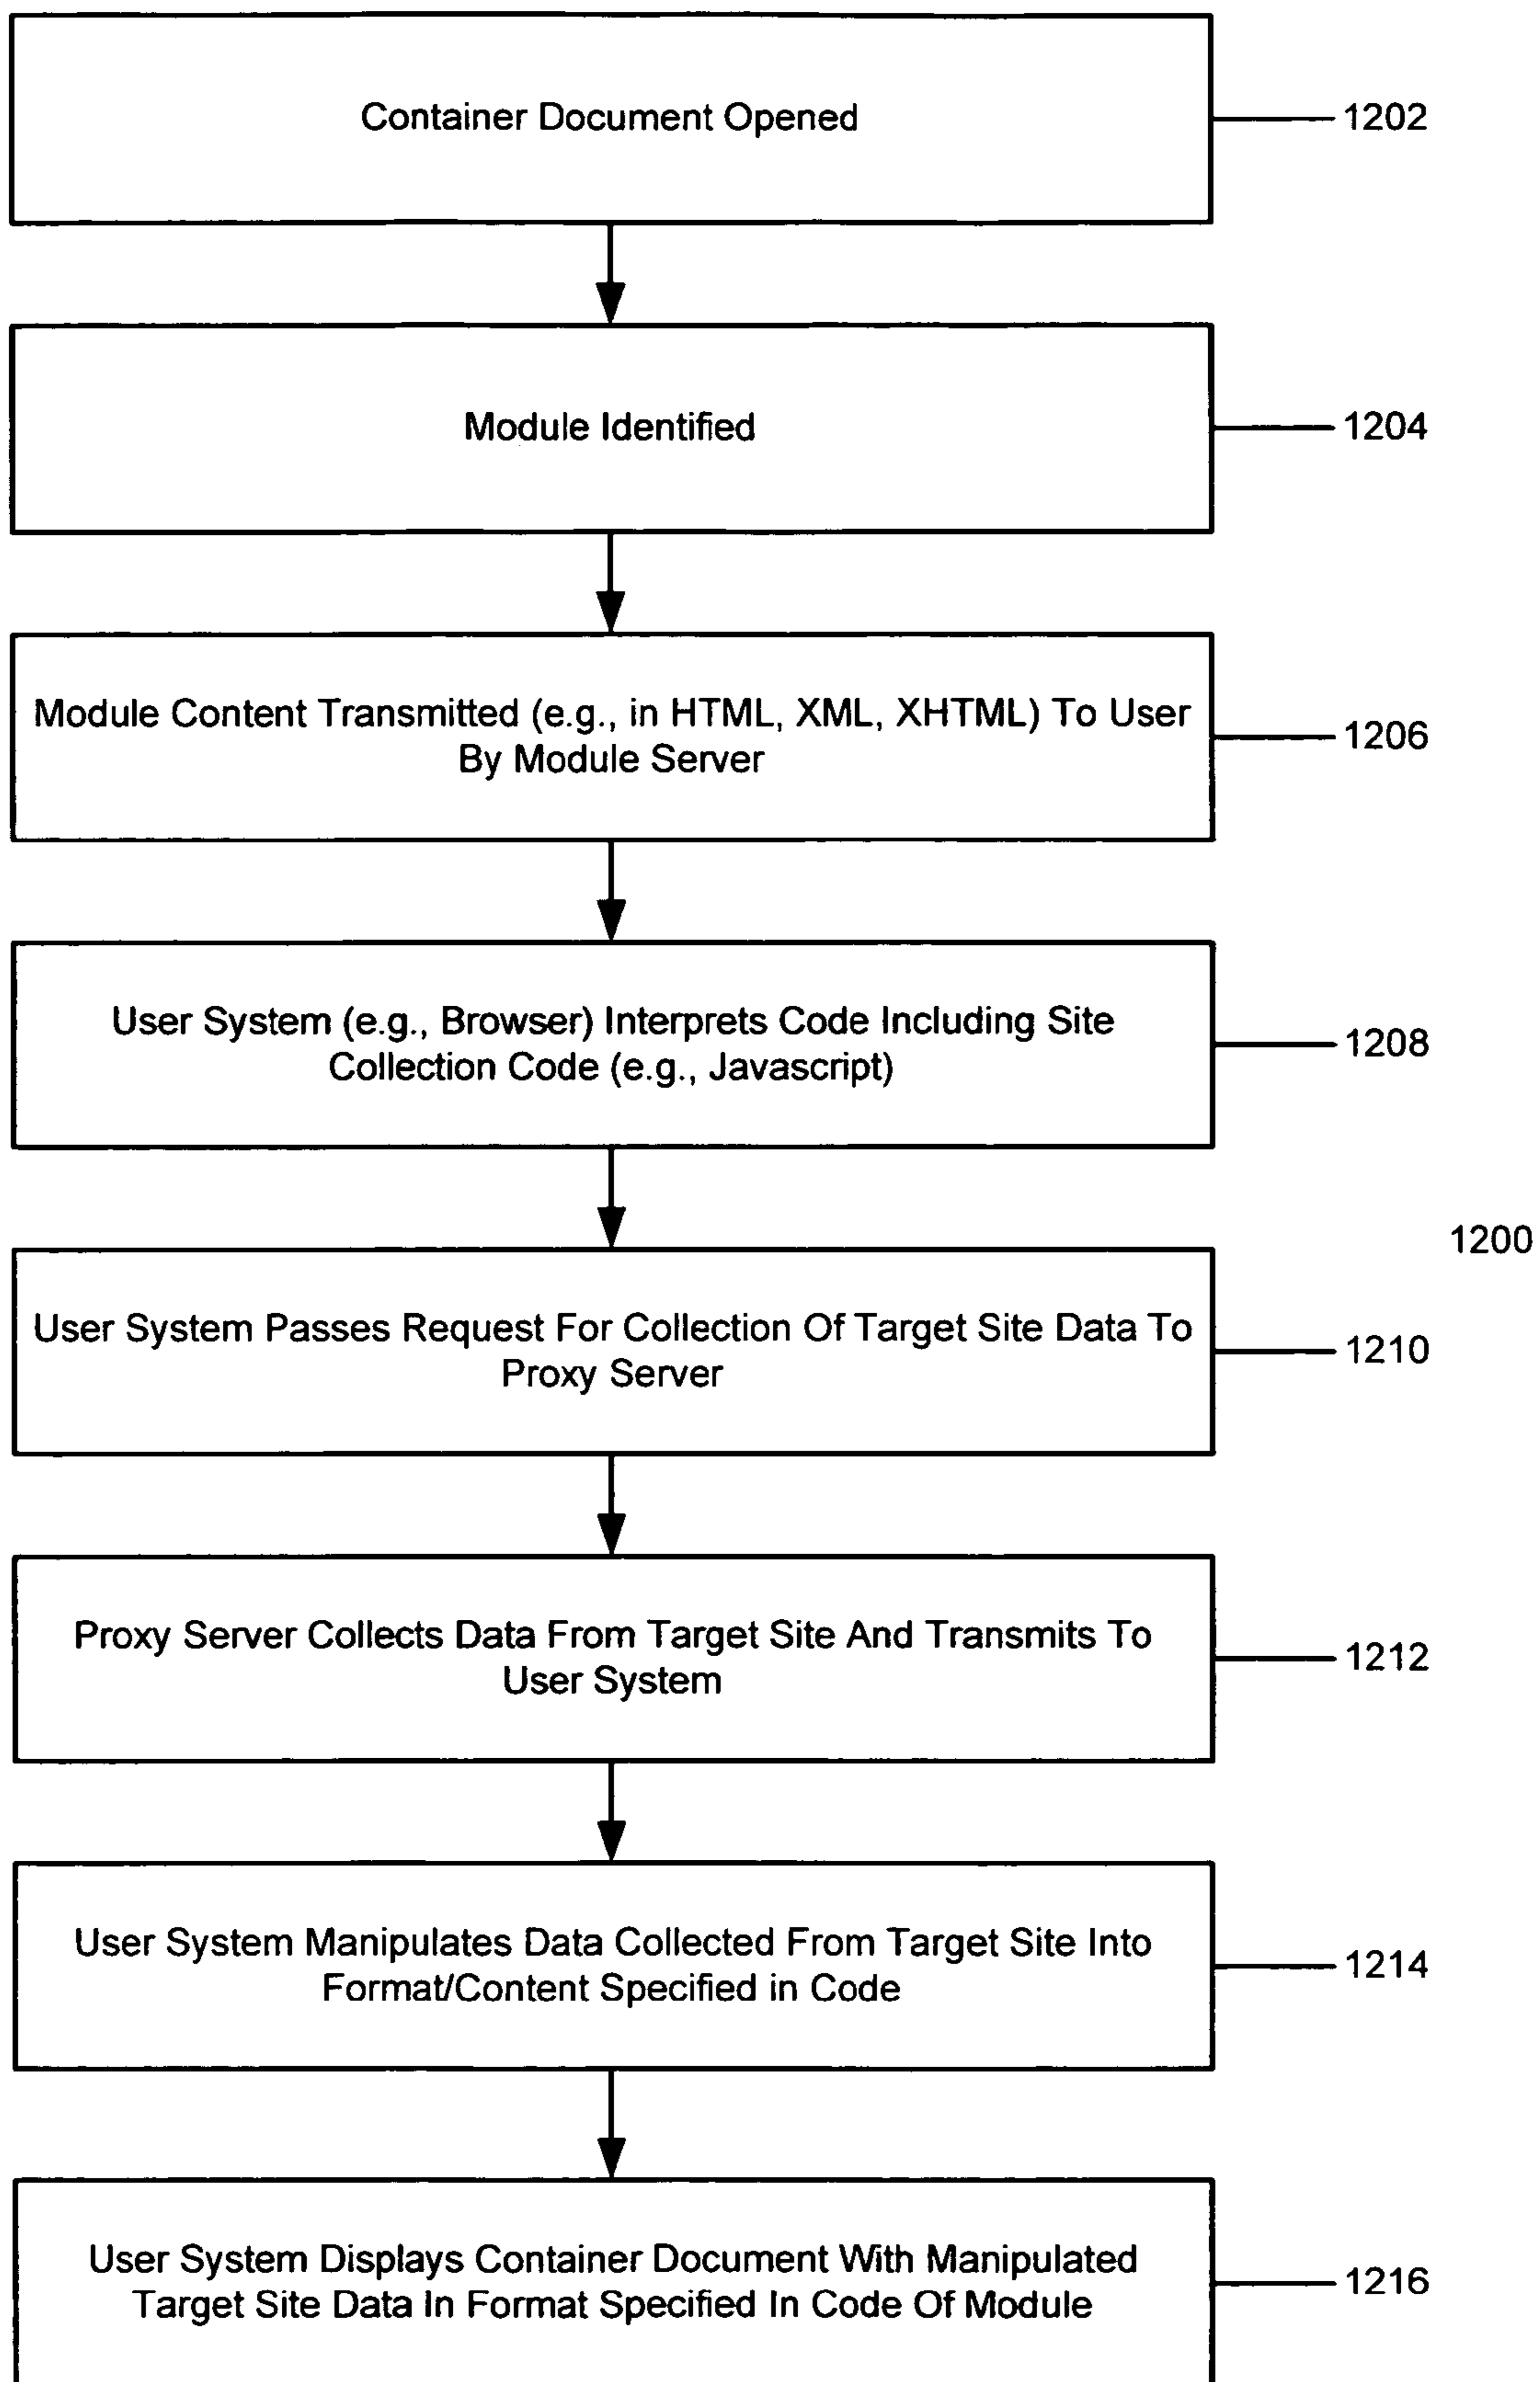 Container Document Opened
1202
Module Identified
1204
Module Content Transmitted (e.g., in HTML, XML, XHTML) To User
By Module Server
1206
User System (e.g., Browser) Interprets Code Including Site
Collection Code (e.g., Javascript)
1208
1200
User System Passes Request For Collection Of Target Site Data To
Proxy Server
1210
Proxy Server Collects Data From Target Site And Transmits To
User System
1212
User System Manipulates Data Collected From Target Site Into
Format/Content Specified in Code
1214
User System Displays Container Document With Manipulated
Target Site Data In Format Specified In Code Of Module
1216